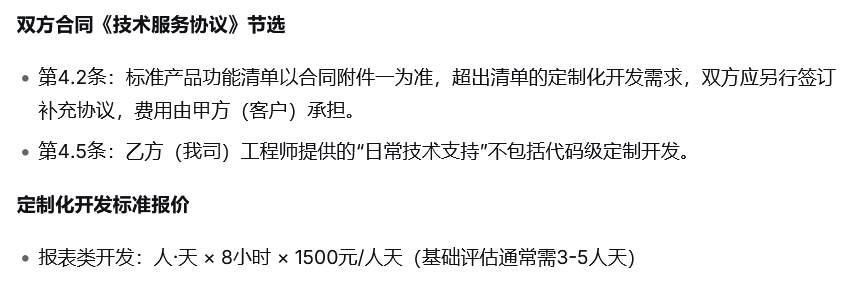 双方合同《技术服务协议》节选
• 第4.2条：标准产品功能清单以合同附件一为准，超出清单的定制化开发需求，双方应另行签订
补充协议，费用由甲方（客户）承担。
• 第4.5条：乙方（我司）工程师提供的“日常技术支持”不包括代码级定制开发。
定制化开发标准报价
• 报表类开发：人·天 × 8小时 × 1500元/人天（基础评估通常需3-5人天）